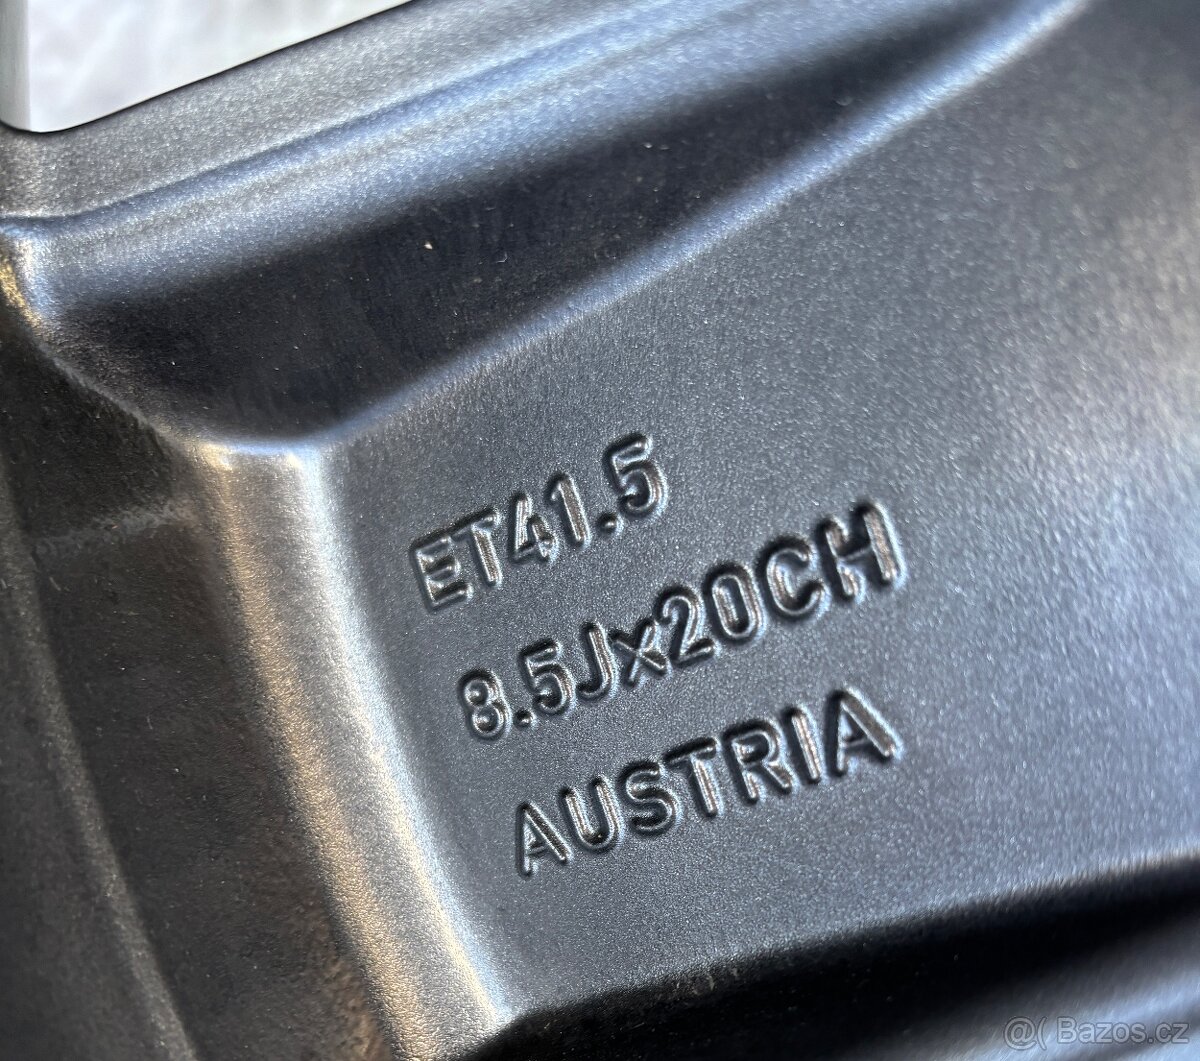 ET41.5
8.5Jx20CH
AUSTRIA
@( Bazos.cz